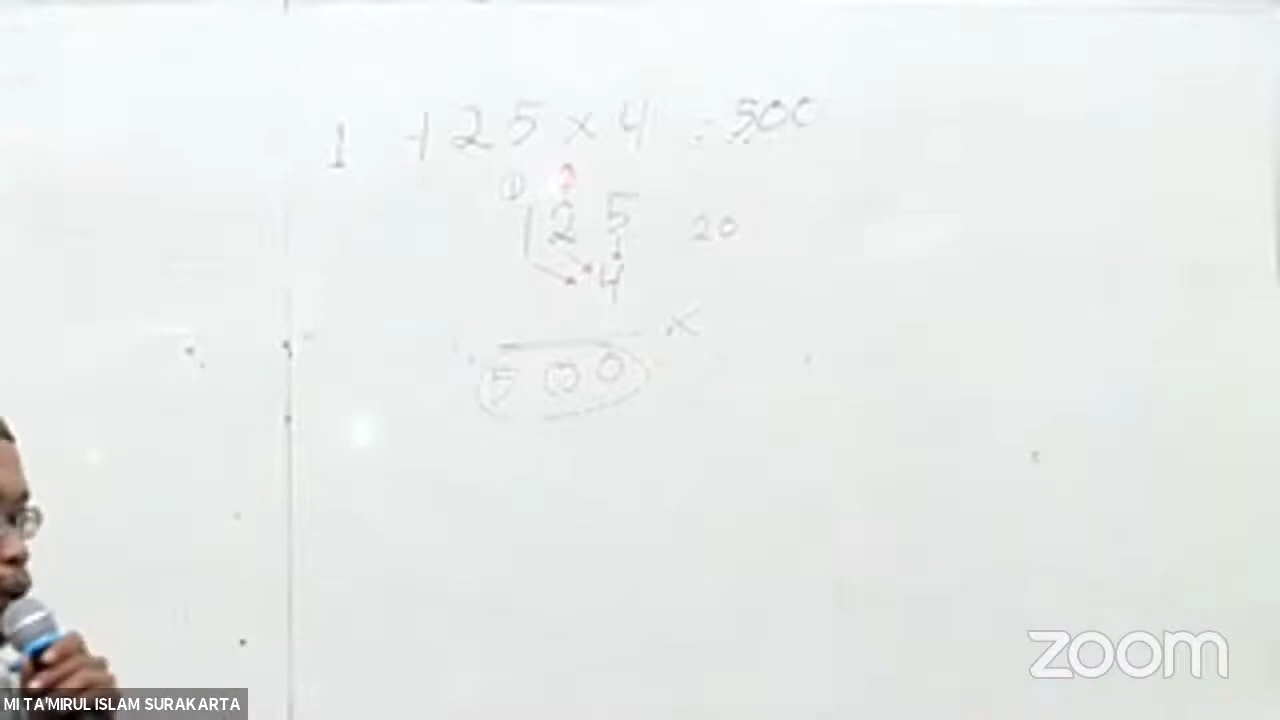 1 125 x 4 = 500
1 2
125 20
4
x
500
zoom
MI TA'MIRUL ISLAM SURAKARTA